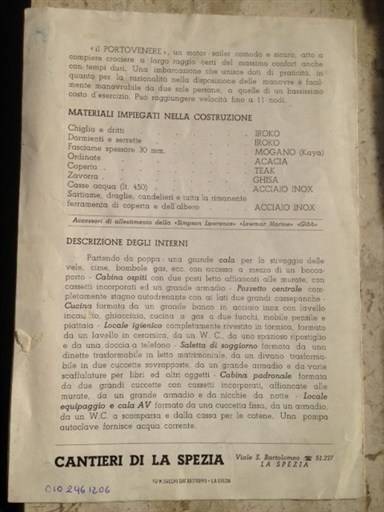 «il PORTOVENERE», un motor sailer comodo e sicuro, atto a
compiere crociere a largo raggio certi del massimo confort anche
con tempi duri. Una imbarcazione che unisce doti di praticità, in
quanto per la razionalità nella disposizione delle manovre è facil-
mente manovrabile da due sole persone, a quelle di un bassissimo
costo d'esercizio. Può raggiungere velocità fino a 11 nodi.
MATERIALI IMPIEGATI NELLA COSTRUZIONE
Chiglia e dritti . . . IROKO
Dormienti e serrette . . . IROKO
Fasciame spessore 30 mm. . . . MOGANO (Kaya)
Ordinate . . . ACACIA
Coperta . . . TEAK
Zavorra . . . GHISA
Casse acqua (lt. 450) . . . ACCIAIO INOX
Sartiame, draglie, candelieri e tutta la rimanente
ferramenta di coperta e dell'albero . . ACCIAIO INOX
Accessori di allestimento della «Simpson Lawrence» «Lewmar Marine» «Gibb»
DESCRIZIONE DEGLI INTERNI
Partendo da poppa: una grande cala per lo stivaggio delle
vele, cime, bombole gas, ecc. con accesso a mezzo di un bocca-
porto - Cabina ospiti con due posti letto affiancati alle murate, con
cassetti incorporati ed un grande armadio - Pozzetto centrale com-
pletamente stagno autodrenante con ai lati due grandi cassepanche -
Cucina formata da un grande banco in acciaio inox con lavello
incassato, ghiacciaia, cucina a gas a due fuochi, mobile pensile e
piattaia - Locale igienico completamente rivestito in formica, formato
da un lavello in ceramica, da un W. C., da uno spazioso ripostiglio
e da una doccia a telefono - Saletta di soggiorno formata da una
dinette trasformabile in letto matrimoniale, da un divano trasforma-
bile in due cuccette sovrapposte, da un grande armadio e da varie
scaffalature per libri ed altri oggetti - Cabina padronale formata
da due grandi cuccette con cassetti incorporati, affiancate alle
murate, da un grande armadio e da nicchie da notte - Locale
equipaggio e cala AV formato da una cuccetta fissa, da un armadio,
da un W.C. a scomparsa e dalla cassa per le catene. Una pompa
autoclave fornisce acqua corrente.
CANTIERI DI LA SPEZIA Viale S. Bartolomeo ☎ 51.227
LA SPEZIA
010 2461206